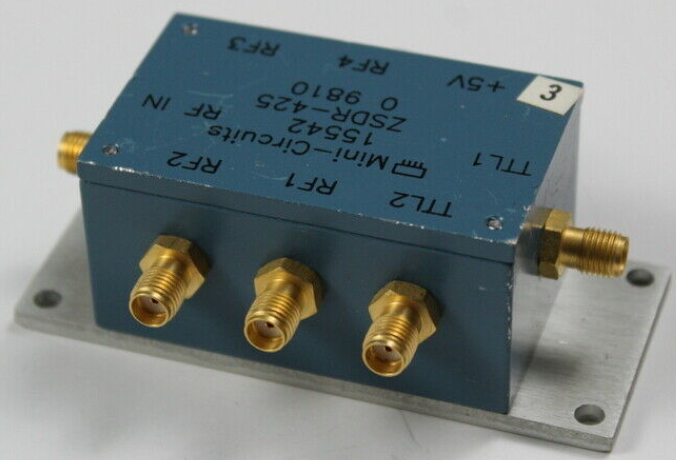 TTL2 RF1 RF2
Mini-Circuits
TTL1 15542 RF IN
ZSDR-425
0 9810
+5V RF4 RF3
3